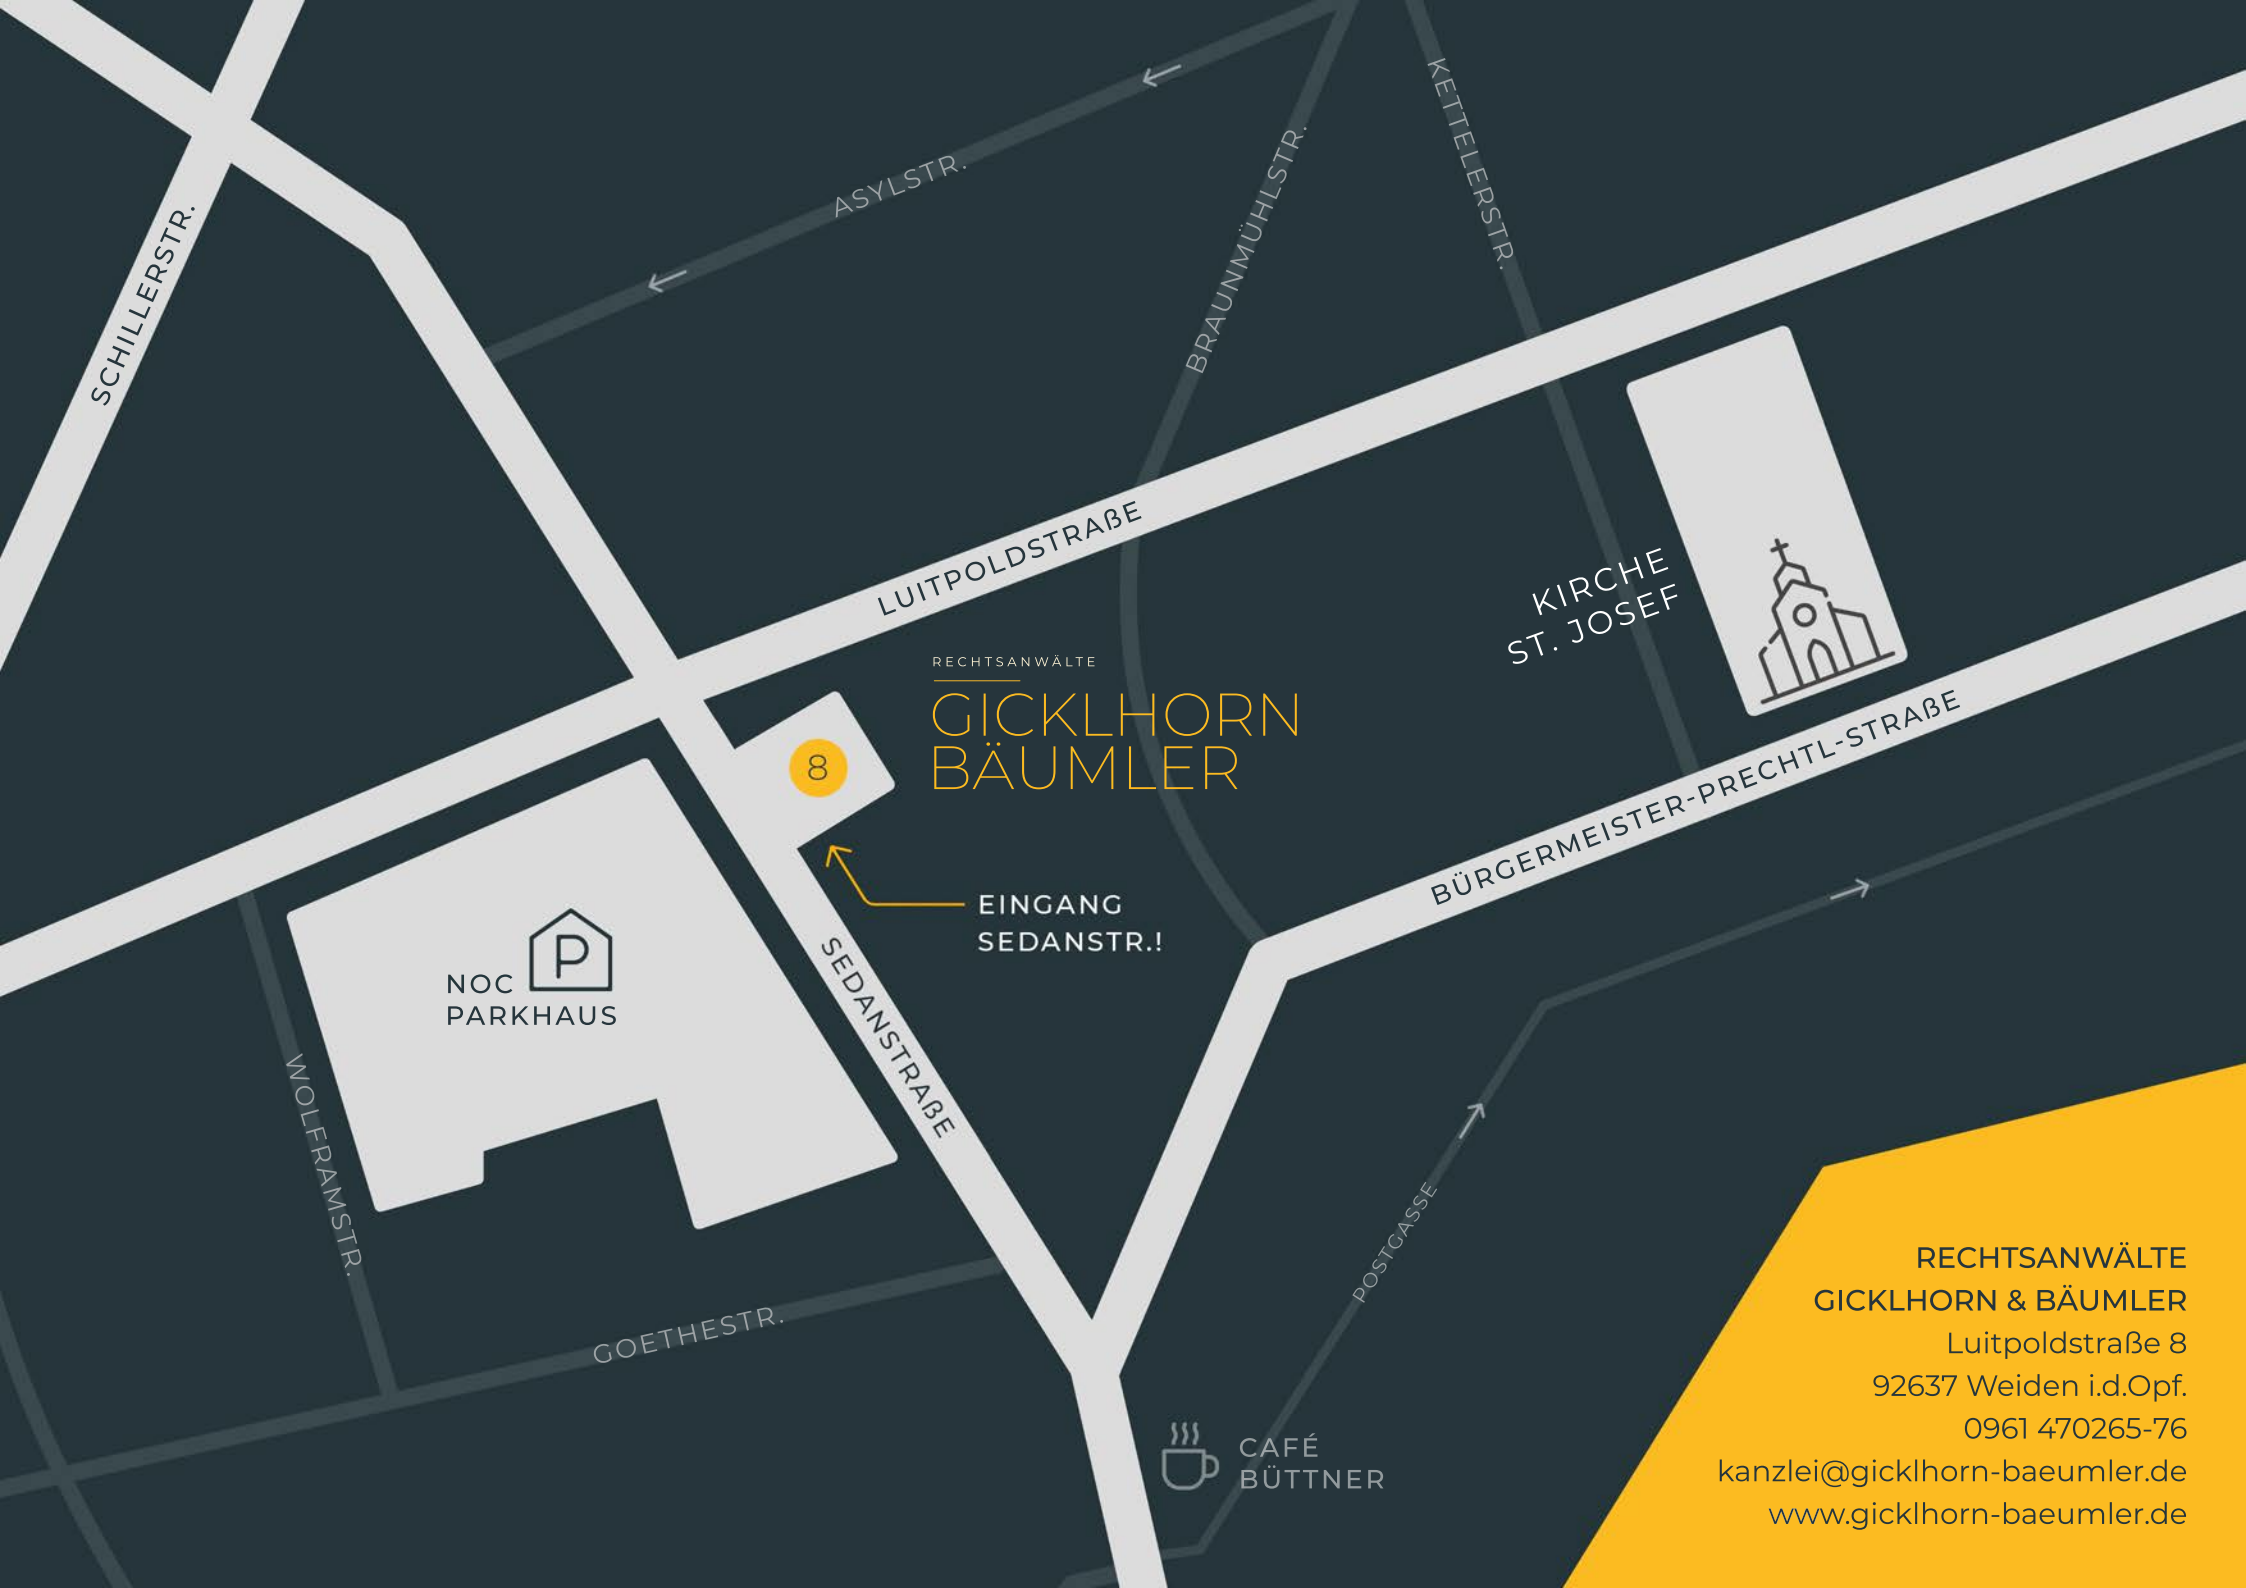 ASYLSTR.
KETTELERSTR.
BRAUNMÜHLSTR.
SCHILLERSTR.
LUITPOLDSTRAßE
KIRCHE
ST. JOSEF
RECHTSANWÄLTE
GICKLHORN
BÄUMLER
8
BÜRGERMEISTER-PRECHTL-STRAßE
EINGANG
SEDANSTR.!
P
NOC
PARKHAUS
SEDANSTRAßE
WOLFRAMSTR.
GOETHESTR.
POSTGASSE
CAFÉ
BÜTTNER
RECHTSANWÄLTE
GICKLHORN & BÄUMLER
Luitpoldstraße 8
92637 Weiden i.d.Opf.
0961 470265-76
kanzlei@gicklhorn-baeumler.de
www.gicklhorn-baeumler.de